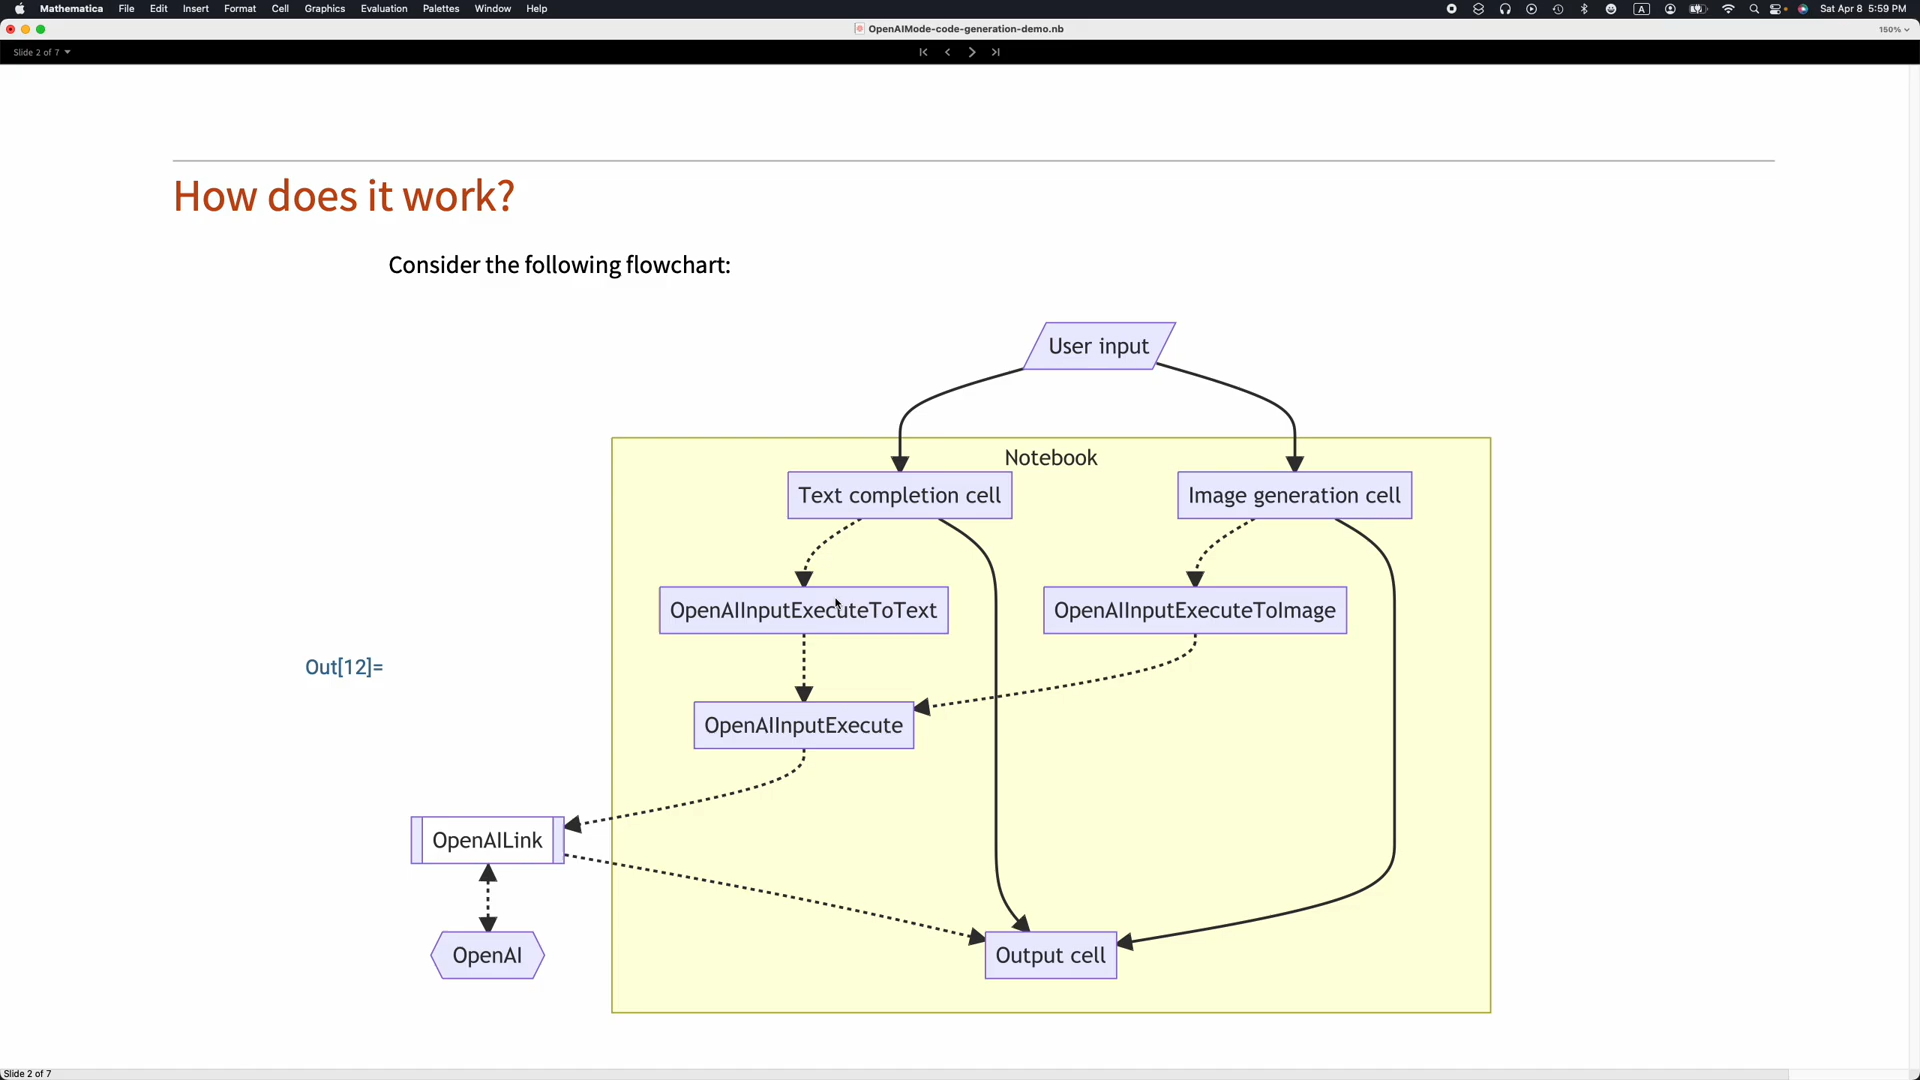 Mathematica File Edit Insert Format Cell Graphics Evaluation Palettes Window Help
A Sat Apr 8 5:59 PM
OpenAIMode-code-generation-demo.nb
150%
Slide 2 of 7
How does it work?
Consider the following flowchart:
User input
Notebook
Text completion cell
Image generation cell
OpenAIInputExecuteToText
OpenAIInputExecuteToImage
Out[12]=
OpenAIInputExecute
OpenAILink
OpenAI
Output cell
Slide 2 of 7